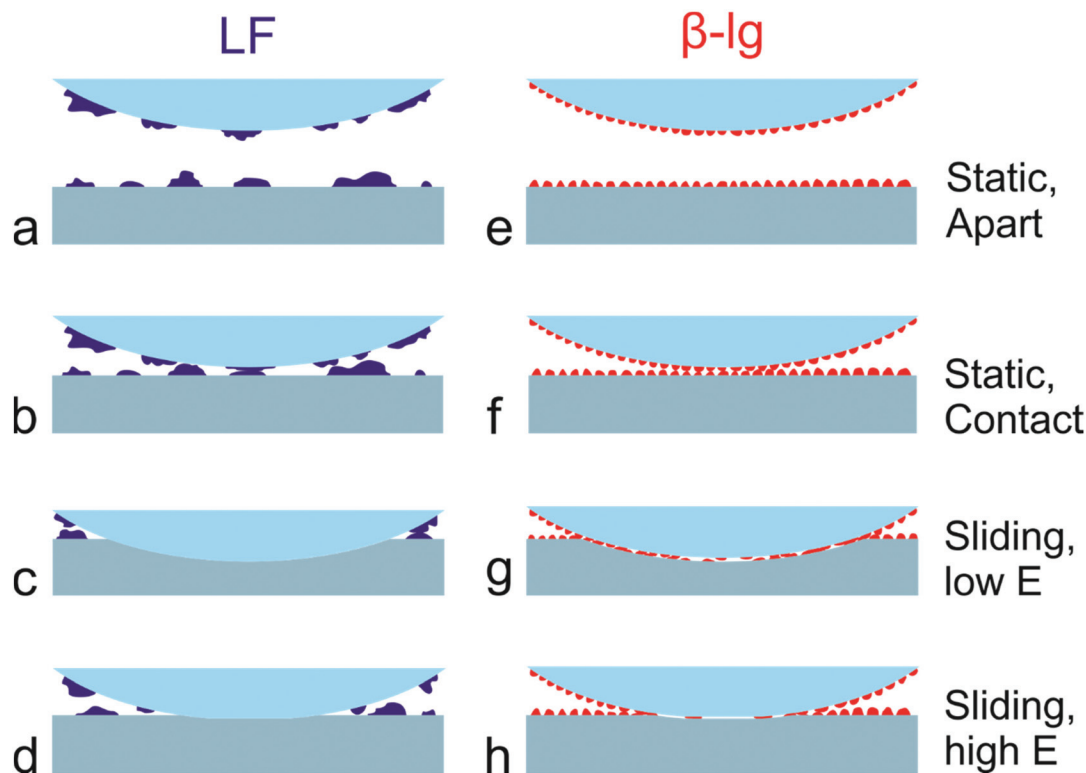 LF
β-lg
a
e
Static,
Apart
b
f
Static,
Contact
c
g
Sliding,
low E
d
h
Sliding,
high E